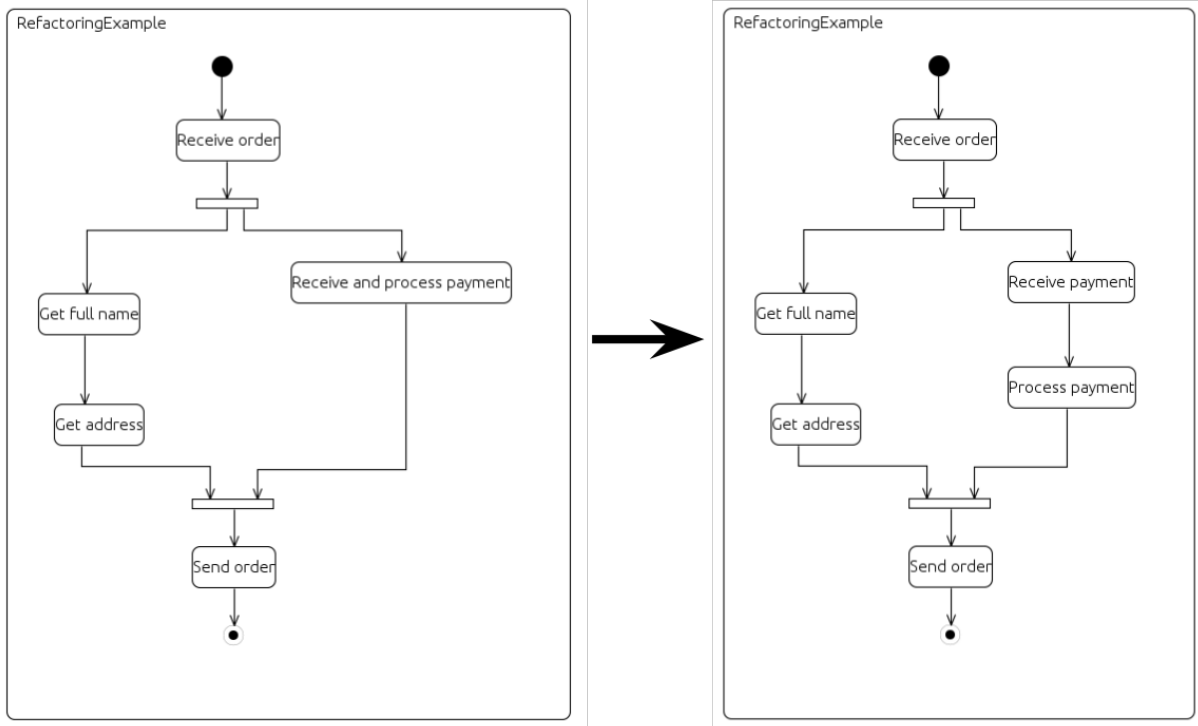 RefactoringExample
Receive order
Receive and process payment
Get full name
Get address
Send order
RefactoringExample
Receive order
Receive payment
Get full name
Process payment
Get address
Send order